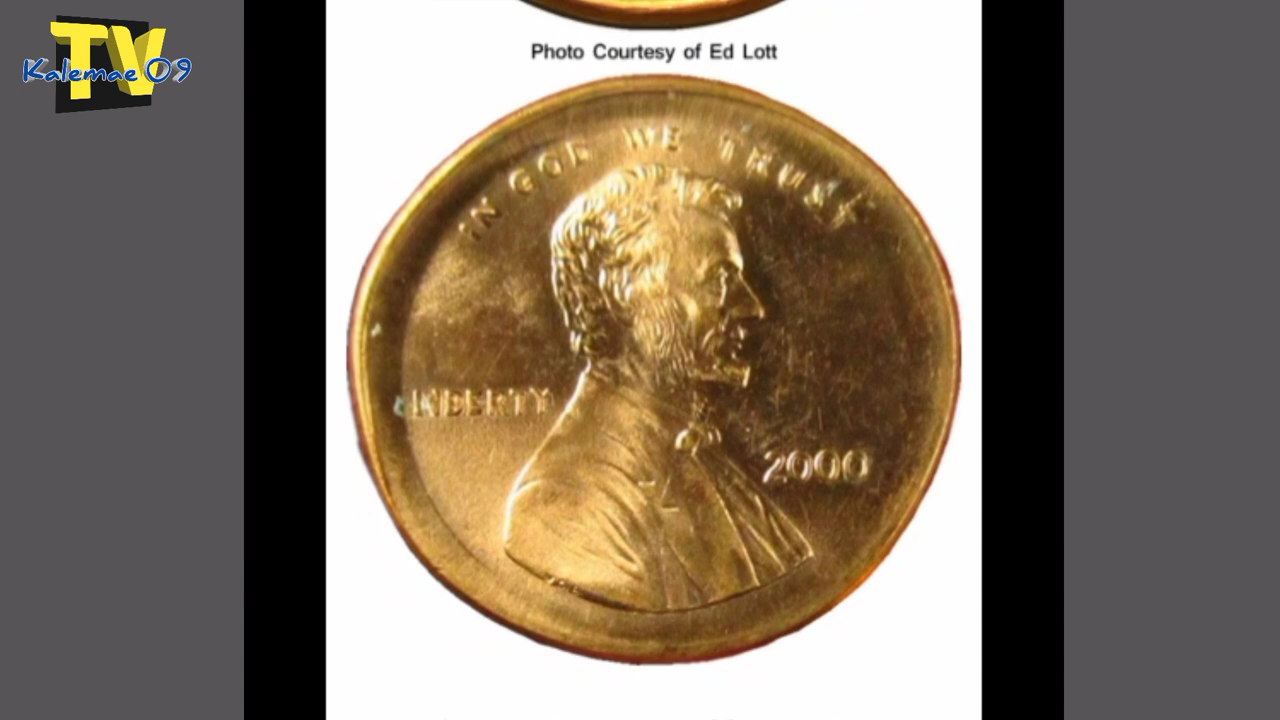 TV
Kalemae 09
Photo Courtesy of Ed Lott
IN GOD WE TRUST
LIBERTY
2000